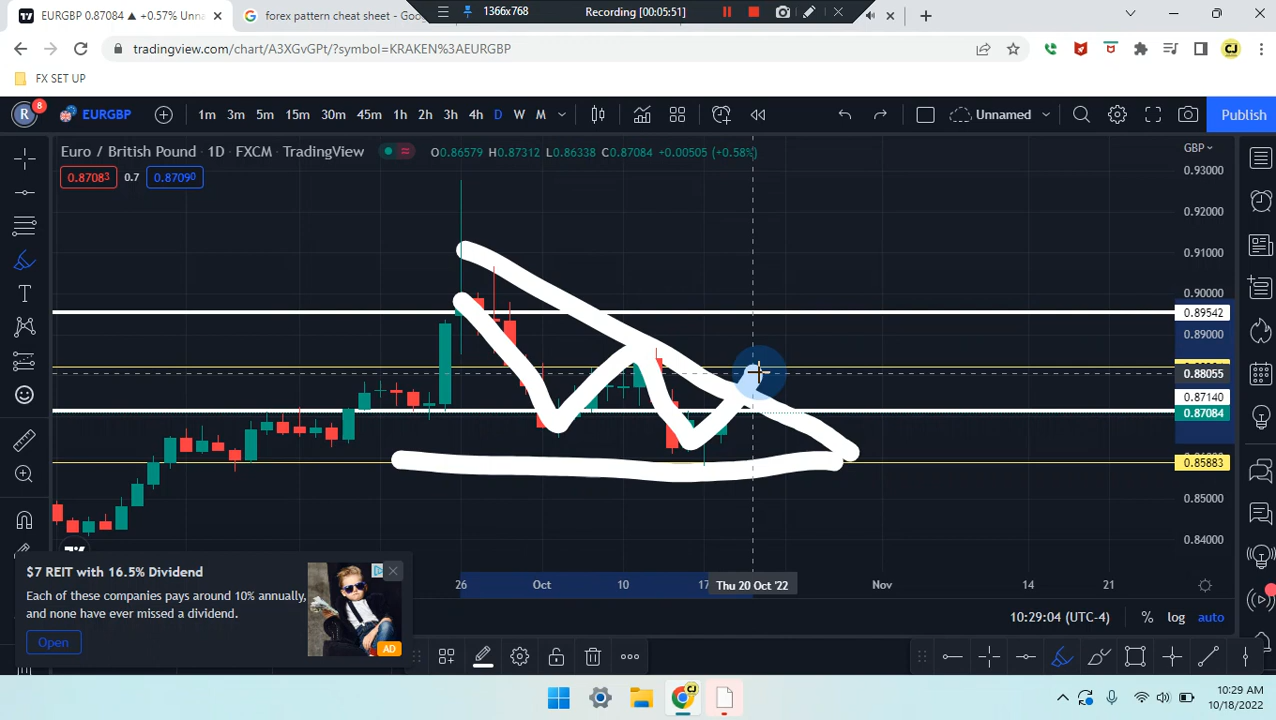 EURGBP 0.87084 ▲ +0.57% Unna
forex pattern cheat sheet - Goo
1366x768
Recording [00:05:51]
tradingview.com/chart/A3XGvGPt/?symbol=KRAKEN%3AEURGBP
FX SET UP
R
8
EURGBP
1m 3m 5m 15m 30m 45m 1h 2h 3h 4h D W M
Unnamed
Publish
Euro / British Pound · 1D · FXCM · TradingView
O0.86579 H0.87312 L0.86338 C0.87084 +0.00505 (+0.58%)
GBP
0.87083
0.7
0.87090
0.93000
0.92000
0.91000
0.90000
0.89542
0.89000
0.88055
0.87140
0.87084
0.85883
0.85000
0.84000
$7 REIT with 16.5% Dividend
Each of these companies pays around 10% annually,
and none have ever missed a dividend.
Open
AD
26 Oct 10 17 Thu 20 Oct '22 Nov 14 21
10:29:04 (UTC-4)
% log auto
CJ
10:29 AM
10/18/2022